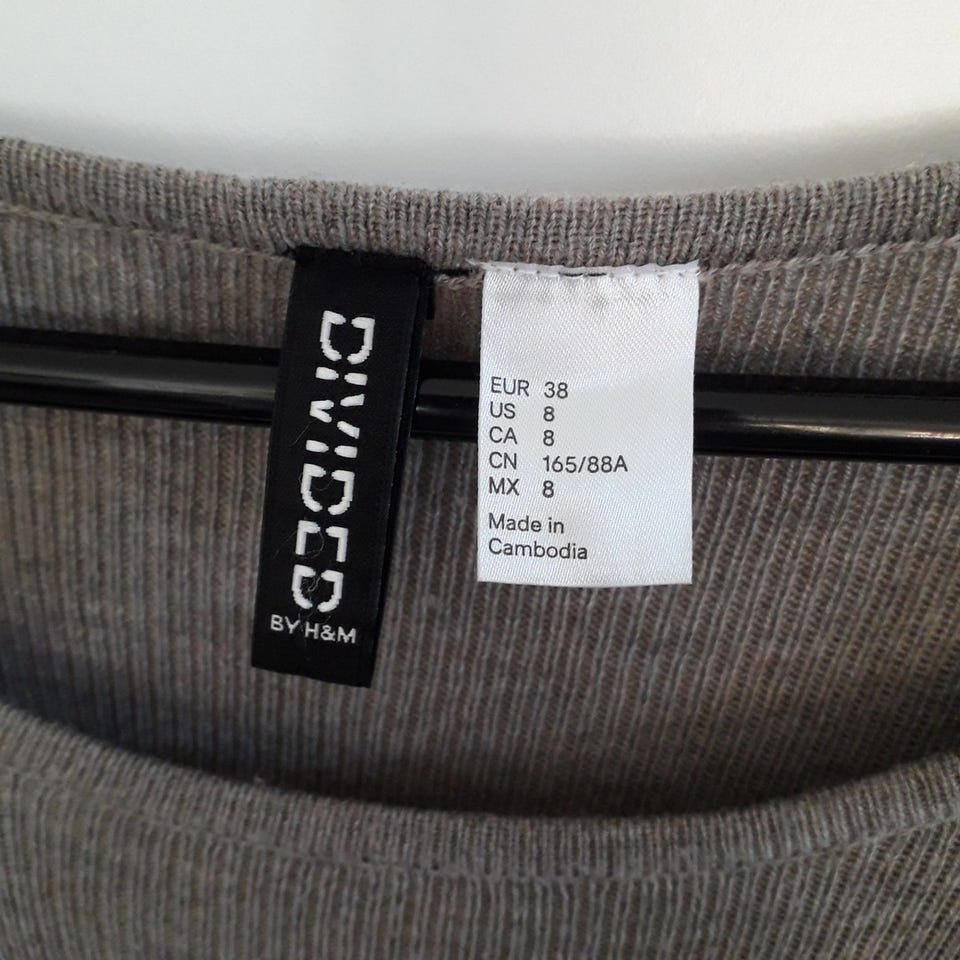 DIVIDED
BY H&M
EUR 38
US 8
CA 8
CN 165/88A
MX 8
Made in
Cambodia